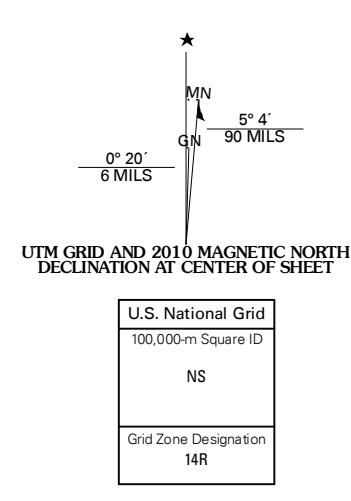 MN
5° 4´
90 MILS
GN
0° 20´
6 MILS
UTM GRID AND 2010 MAGNETIC NORTH
DECLINATION AT CENTER OF SHEET
U.S. National Grid
100,000-m Square ID
NS
Grid Zone Designation
14R